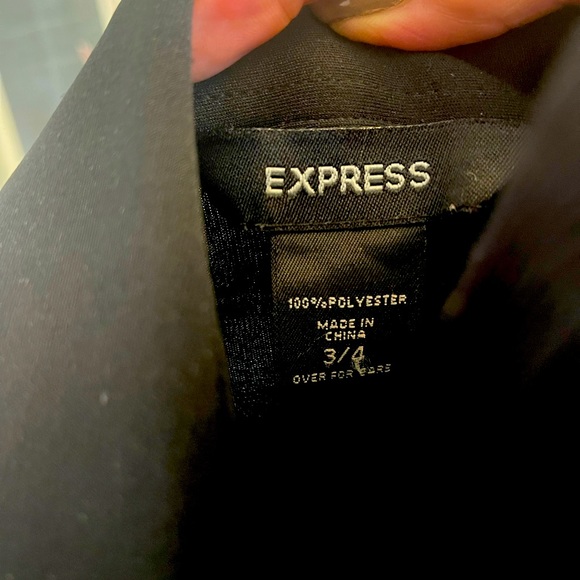 EXPRESS
100%POLYESTER
MADE IN
CHINA
3/4
OVER FOR CARE